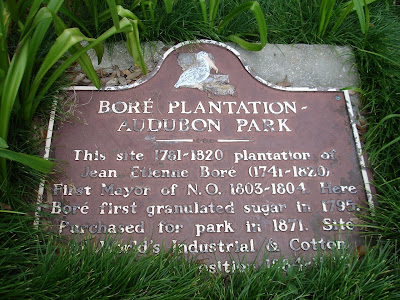 BORÉ PLANTATION-
AUDUBON PARK
This site 1781-1820 plantation of
Jean Etienne Boré (1741-1820)
First Mayor of N.O. 1803-1804. Here
Boré first granulated sugar in 1795.
Purchased for park in 1871. Site
World's Industrial & Cotton